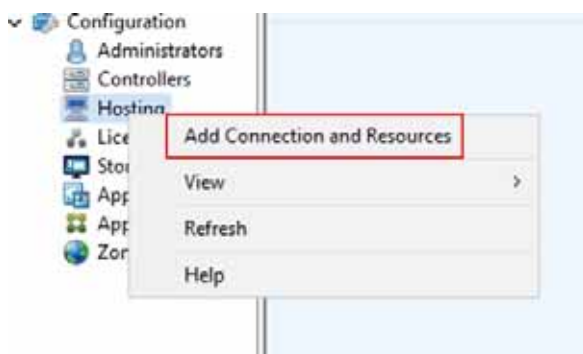 Configuration
Administrators
Controllers
Hosting
Add Connection and Resources
View
Refresh
Help